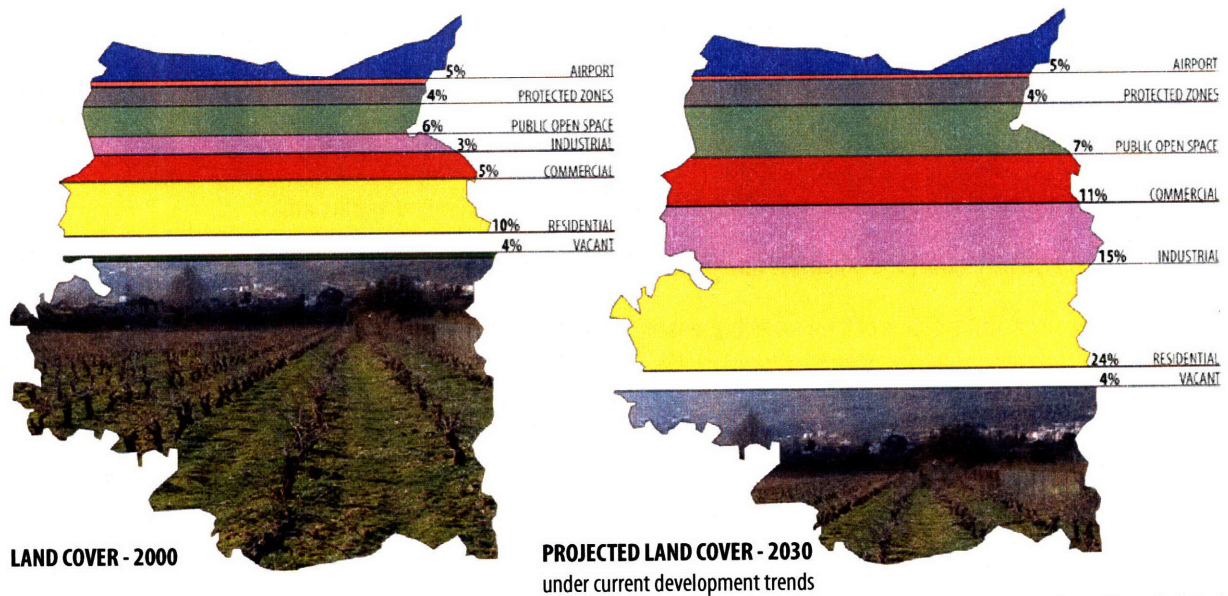 5% AIRPORT
4% PROTECTED ZONES
6% PUBLIC OPEN SPACE
3% INDUSTRIAL
5% COMMERCIAL
10% RESIDENTIAL
4% VACANT
LAND COVER - 2000
5% AIRPORT
4% PROTECTED ZONES
7% PUBLIC OPEN SPACE
11% COMMERCIAL
15% INDUSTRIAL
24% RESIDENTIAL
4% VACANT
PROJECTED LAND COVER - 2030
under current development trends